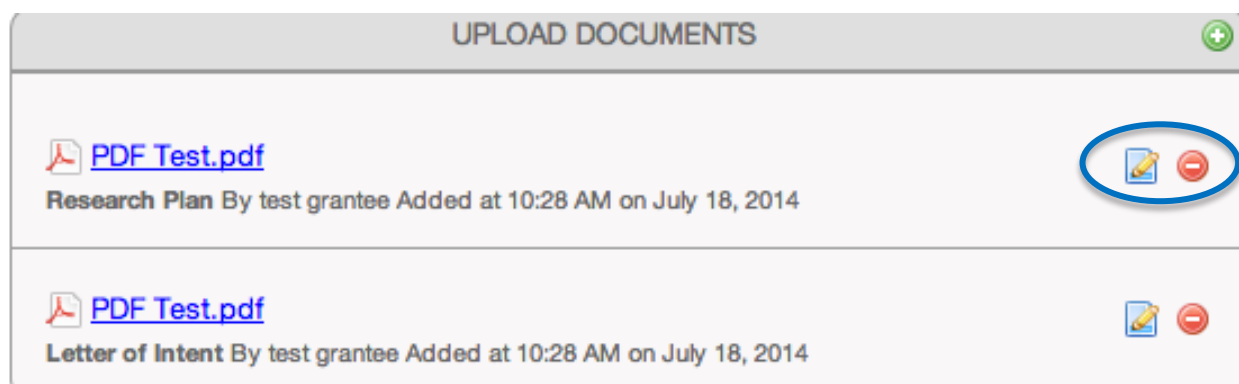 UPLOAD DOCUMENTS
PDF Test.pdf
Research Plan By test grantee Added at 10:28 AM on July 18, 2014
PDF Test.pdf
Letter of Intent By test grantee Added at 10:28 AM on July 18, 2014